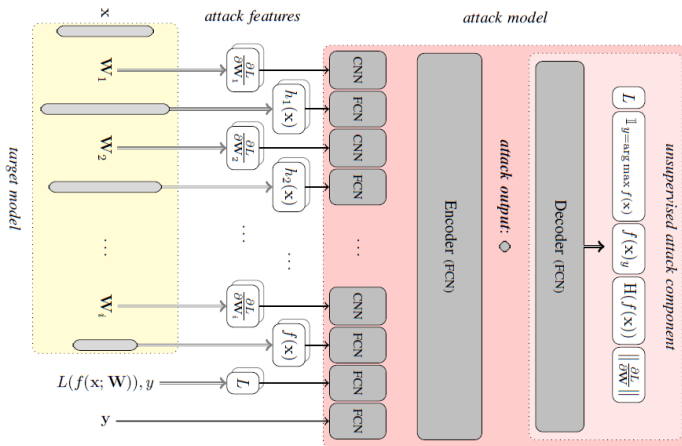 attack features
attack model
target model
unsupervised attack component
x
W₁
W₂
...
Wᵢ
L(f(x; W)), y
y
∂L/∂W₁
h₁(x)
∂L/∂W₂
h₂(x)
...
...
∂L/∂Wᵢ
f(x)
L
CNN
FCN
CNN
FCN
...
CNN
FCN
FCN
FCN
Encoder (FCN)
attack output:
Decoder (FCN)
L
𝟙 y=arg max f(x)
f(x)y
H(f(x))
‖∂L/∂W‖